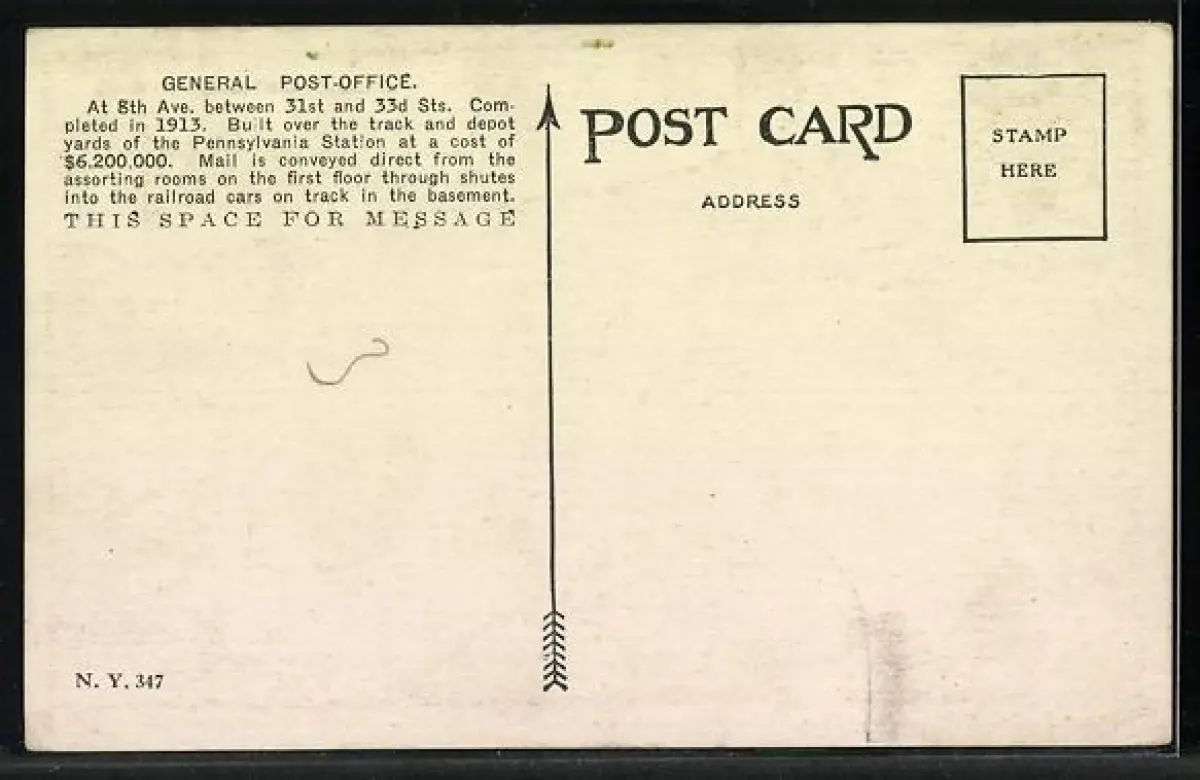 GENERAL POST-OFFICE.
At 8th Ave. between 31st and 33d Sts. Com-
pleted in 1913. Built over the track and depot
yards of the Pennsylvania Station at a cost of
$6,200,000. Mail is conveyed direct from the
assorting rooms on the first floor through shutes
into the railroad cars on track in the basement.
THIS SPACE FOR MESSAGE
N. Y. 347
POST CARD
ADDRESS
STAMP
HERE